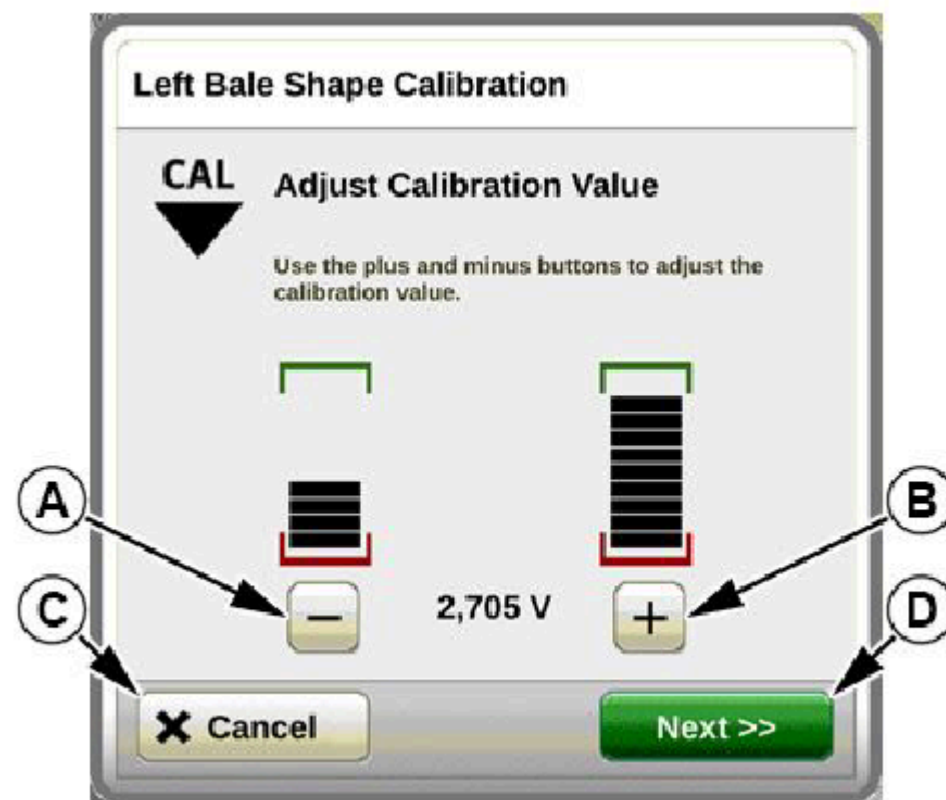 Left Bale Shape Calibration
CAL
Adjust Calibration Value
Use the plus and minus buttons to adjust the
calibration value.
A
B
− 2,705 V +
C
D
✖ Cancel Next >>